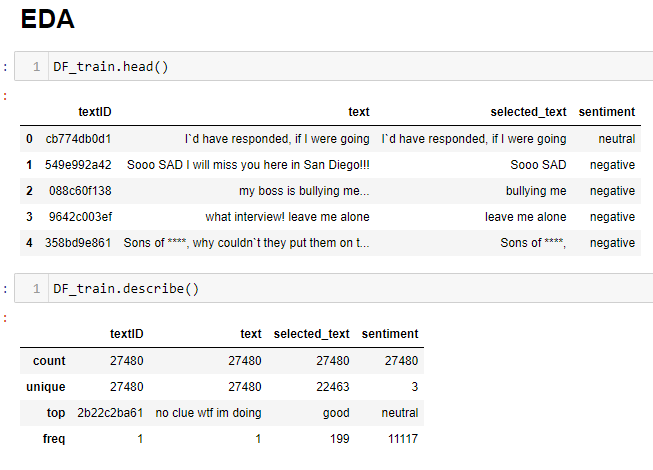 EDA
: 1 DF_train.head()
:
textID text selected_text sentiment
0 cb774db0d1 I`d have responded, if I were going I`d have responded, if I were going neutral
1 549e992a42 Sooo SAD I will miss you here in San Diego!!! Sooo SAD negative
2 088c60f138 my boss is bullying me... bullying me negative
3 9642c003ef what interview! leave me alone leave me alone negative
4 358bd9e861 Sons of ****, why couldn`t they put them on t... Sons of ****, negative
: 1 DF_train.describe()
:
textID text selected_text sentiment
count 27480 27480 27480 27480
unique 27480 27480 22463 3
top 2b22c2ba61 no clue wtf im doing good neutral
freq 1 1 199 11117